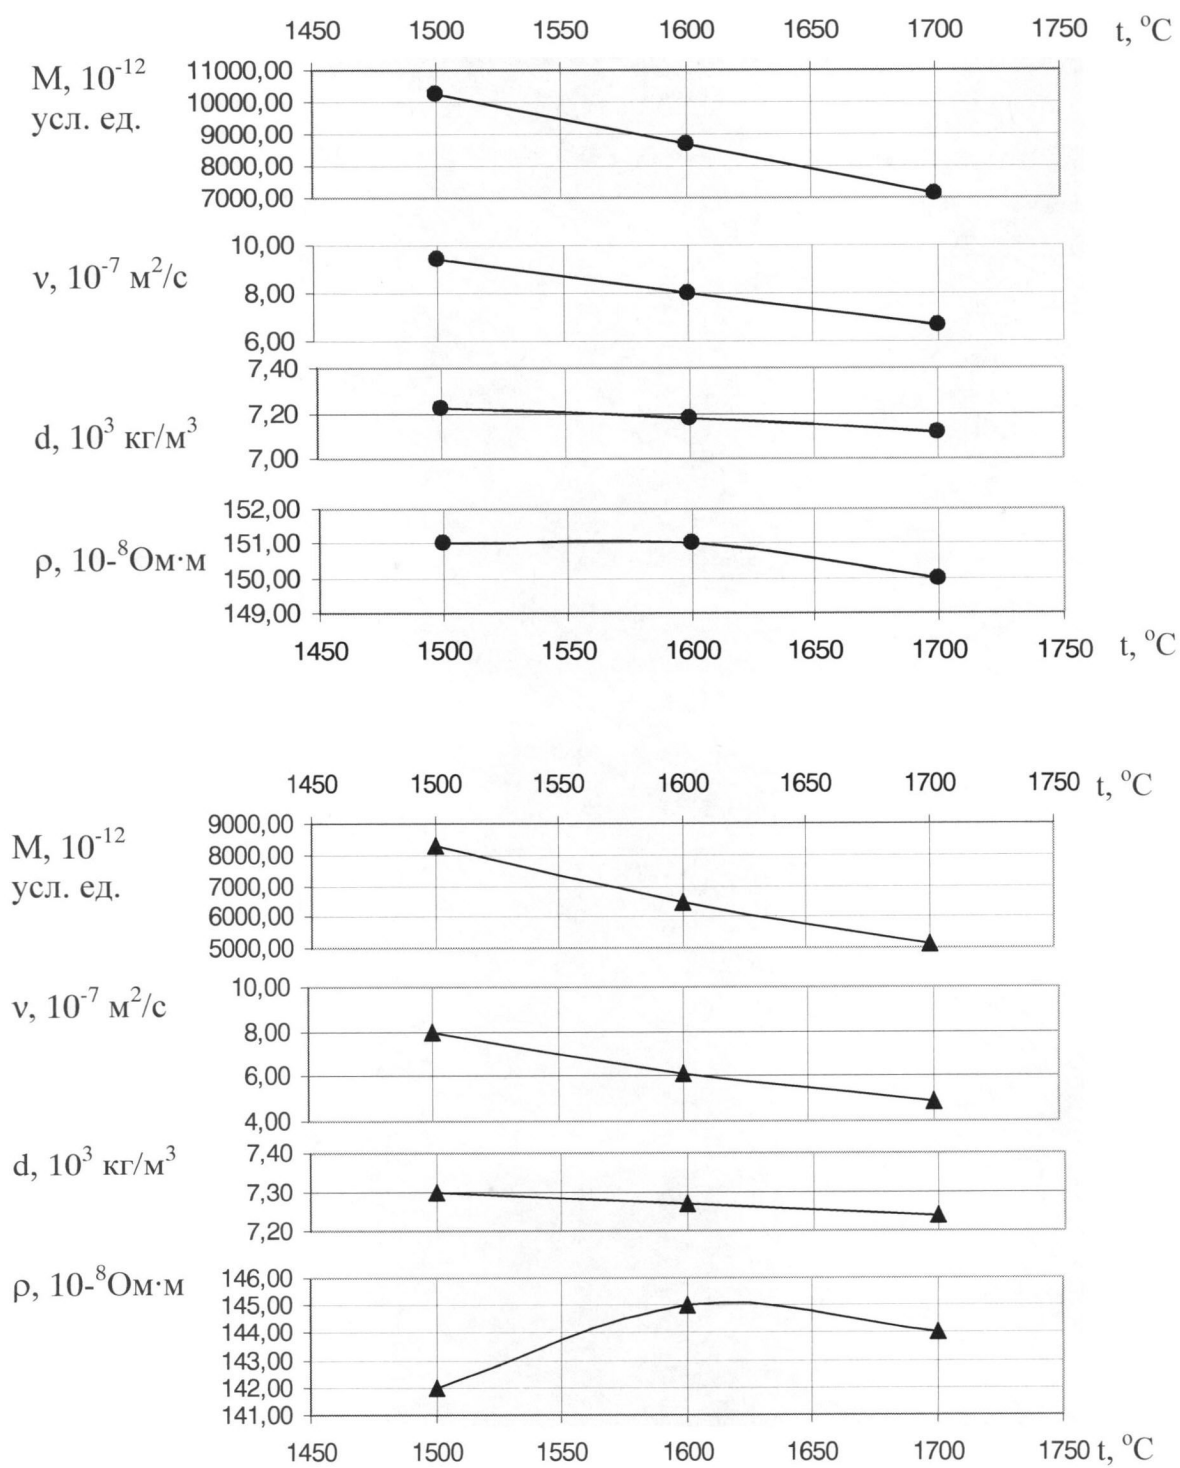 1450 1500 1550 1600 1650 1700 1750 t, °C
M, 10⁻¹²
усл. ед.
11000,00
10000,00
9000,00
8000,00
7000,00
ν, 10⁻⁷ м²/с
10,00
8,00
6,00
d, 10³ кг/м³
7,40
7,20
7,00
ρ, 10-⁸Ом·м
152,00
151,00
150,00
149,00
1450 1500 1550 1600 1650 1700 1750 t, °C
1450 1500 1550 1600 1650 1700 1750 t, °C
M, 10⁻¹²
усл. ед.
9000,00
8000,00
7000,00
6000,00
5000,00
ν, 10⁻⁷ м²/с
10,00
8,00
6,00
4,00
d, 10³ кг/м³
7,40
7,30
7,20
ρ, 10-⁸Ом·м
146,00
145,00
144,00
143,00
142,00
141,00
1450 1500 1550 1600 1650 1700 1750 t, °C